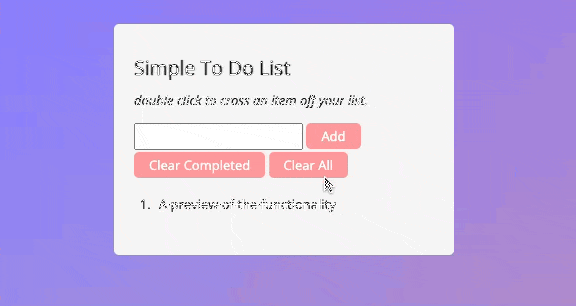 Simple To Do List
double click to cross an item off your list.
Add
Clear Completed Clear All
1. A preview of the functionality